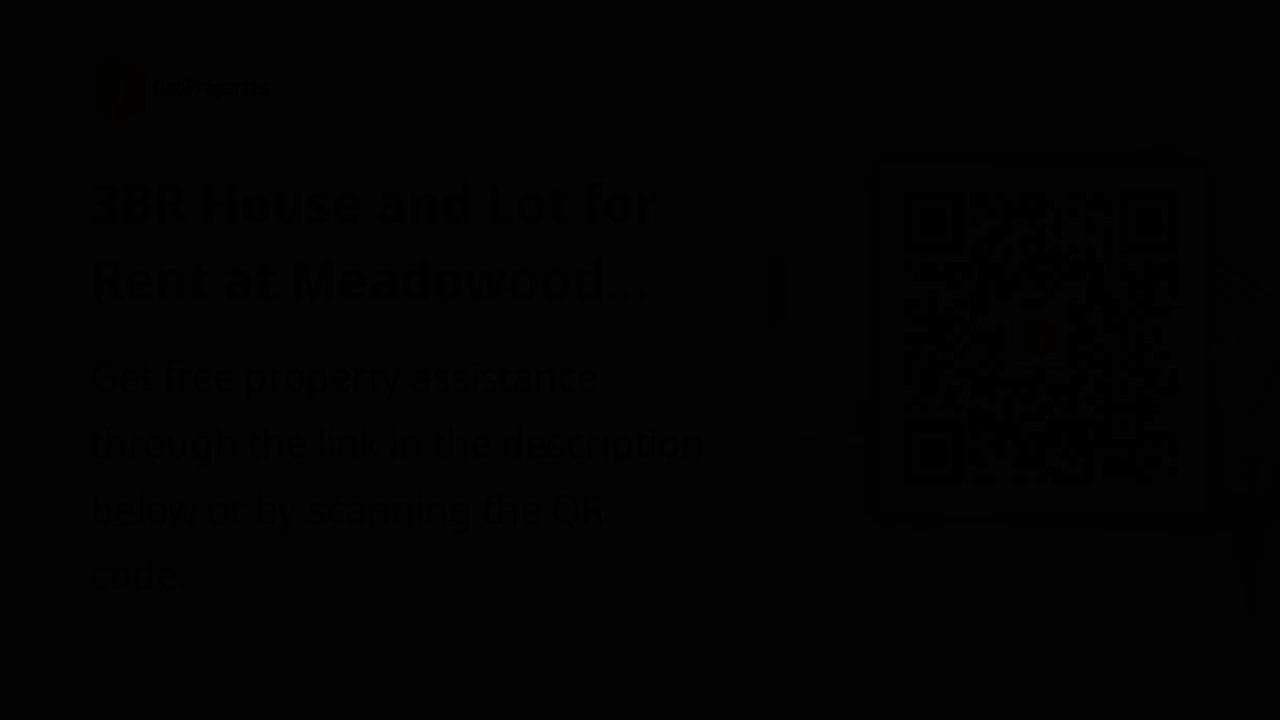 3BR House and Lot for
Rent at Meadowood...
Get free property assistance
through the link in the description
below or by scanning the QR
code.